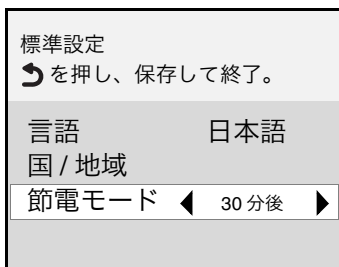 標準設定
を押し、保存して終了。
言語 日本語
国 / 地域
節電モード 30 分後